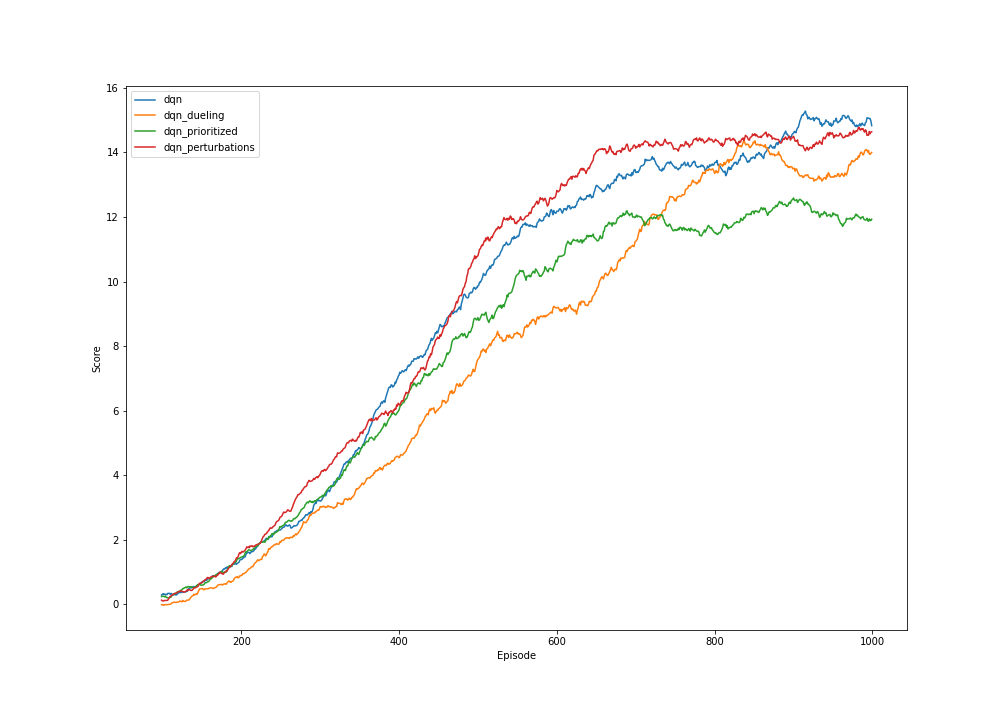 16
14
12
10
8
6
4
2
0
Score
dqn
dqn_dueling
dqn_prioritized
dqn_perturbations
200
400
600
800
1000
Episode